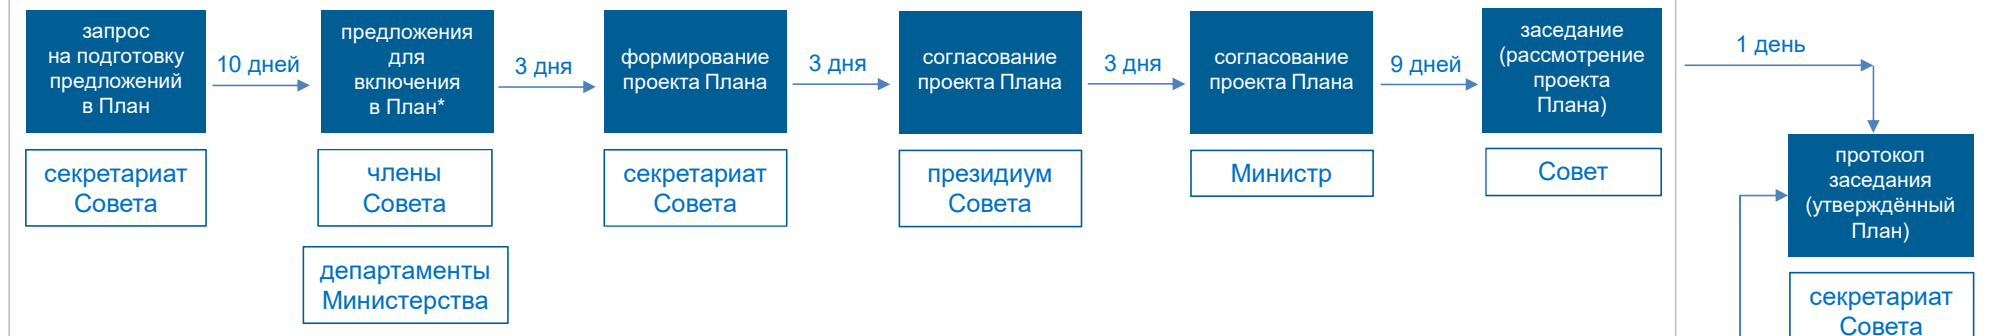 запрос
на подготовку
предложений
в План
10 дней
предложения
для
включения
в План*
3 дня
формирование
проекта Плана
3 дня
согласование
проекта Плана
3 дня
согласование
проекта Плана
9 дней
заседание
(рассмотрение
проекта
Плана)
1 день
протокол
заседания
(утверждённый
План)
секретариат
Совета
члены
Совета
департаменты
Министерства
секретариат
Совета
президиум
Совета
Министр
Совет
секретариат
Совета